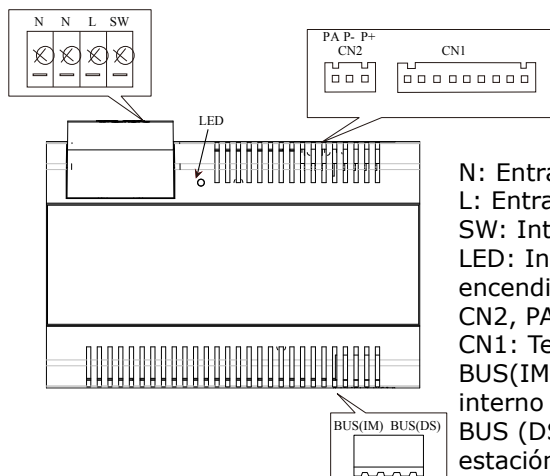 N N L SW
PA P- P+
CN2
CN1
LED
N: Entra
L: Entra
SW: Int
LED: In
encendi
CN2, PA
CN1: Te
BUS(IM
interno
BUS (DS
estación
BUS(IM) BUS(DS)